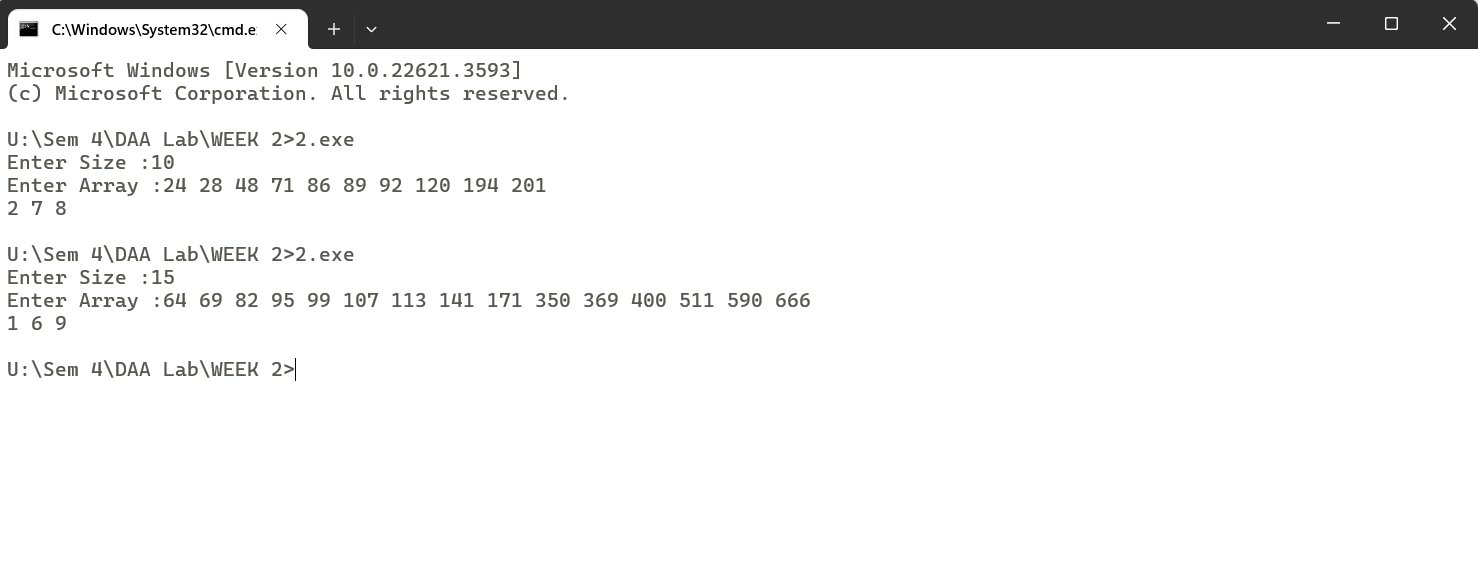 C:\Windows\System32\cmd.e
Microsoft Windows [Version 10.0.22621.3593]
(c) Microsoft Corporation. All rights reserved.
U:\Sem 4\DAA Lab\WEEK 2>2.exe
Enter Size :10
Enter Array :24 28 48 71 86 89 92 120 194 201
2 7 8
U:\Sem 4\DAA Lab\WEEK 2>2.exe
Enter Size :15
Enter Array :64 69 82 95 99 107 113 141 171 350 369 400 511 590 666
1 6 9
U:\Sem 4\DAA Lab\WEEK 2>